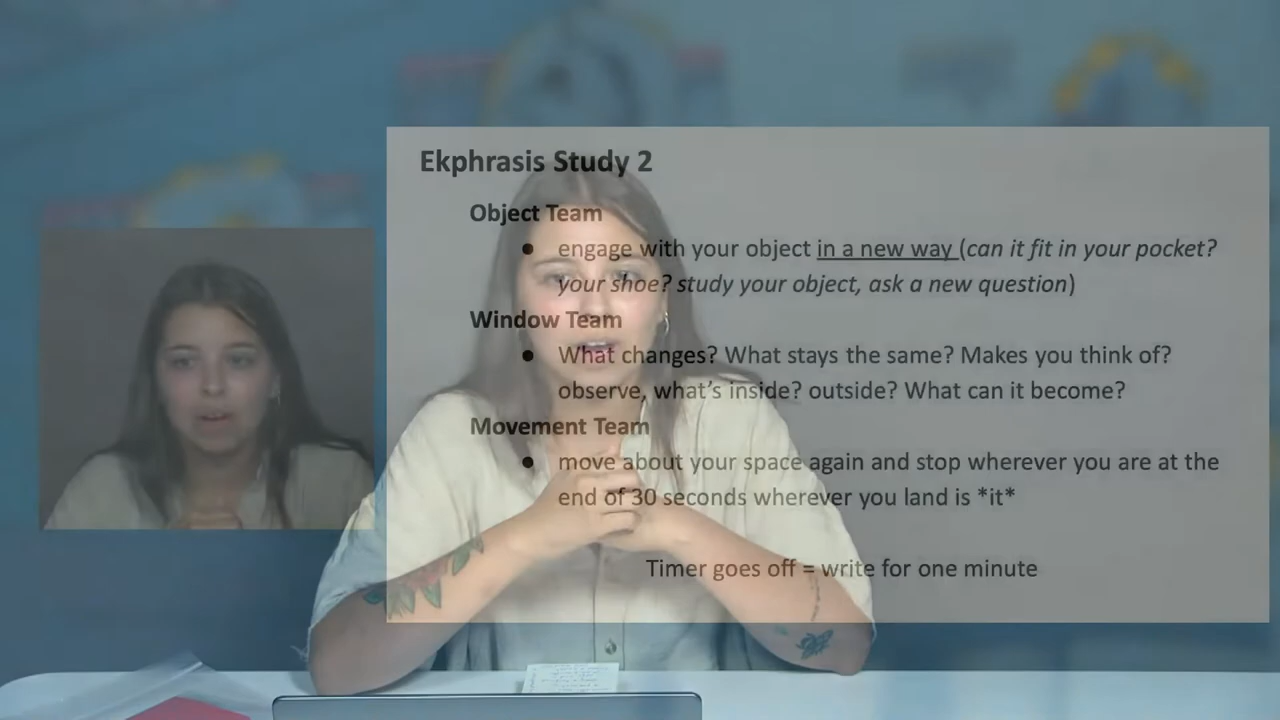 Ekphrasis Study 2
Object Team
● engage with your object in a new way (can it fit in your pocket?
your shoe? study your object, ask a new question)
Window Team
● What changes? What stays the same? Makes you think of?
observe, what's inside? outside? What can it become?
Movement Team
● move about your space again and stop wherever you are at the
end of 30 seconds wherever you land is *it*
Timer goes off = write for one minute